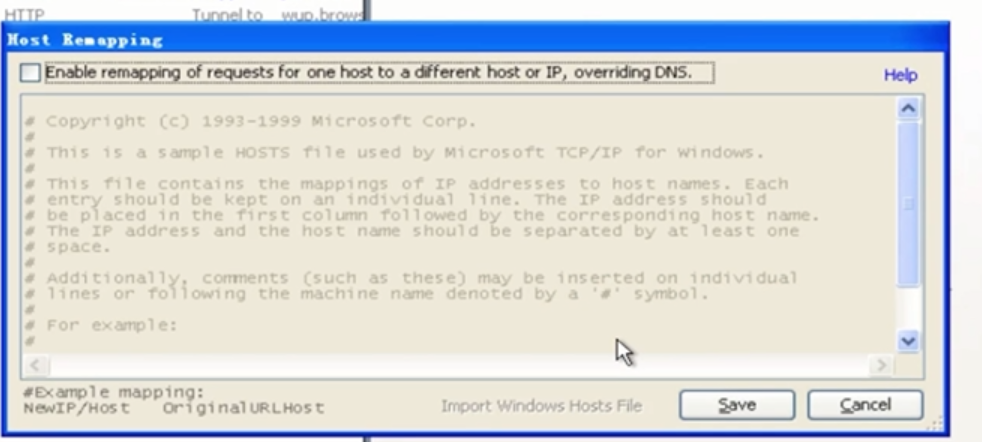 HTTP Tunnel to wup.brows
Host Remapping
Enable remapping of requests for one host to a different host or IP, overriding DNS.
Help
# Copyright (c) 1993-1999 Microsoft Corp.
#
# This is a sample HOSTS file used by Microsoft TCP/IP for Windows.
#
# This file contains the mappings of IP addresses to host names. Each
# entry should be kept on an individual line. The IP address should
# be placed in the first column followed by the corresponding host name.
# The IP address and the host name should be separated by at least one
# space.
#
# Additionally, comments (such as these) may be inserted on individual
# lines or following the machine name denoted by a '#' symbol.
#
# For example:
#
#Example mapping:
NewIP/Host OriginalURLHost
Import Windows Hosts File
Save
Cancel